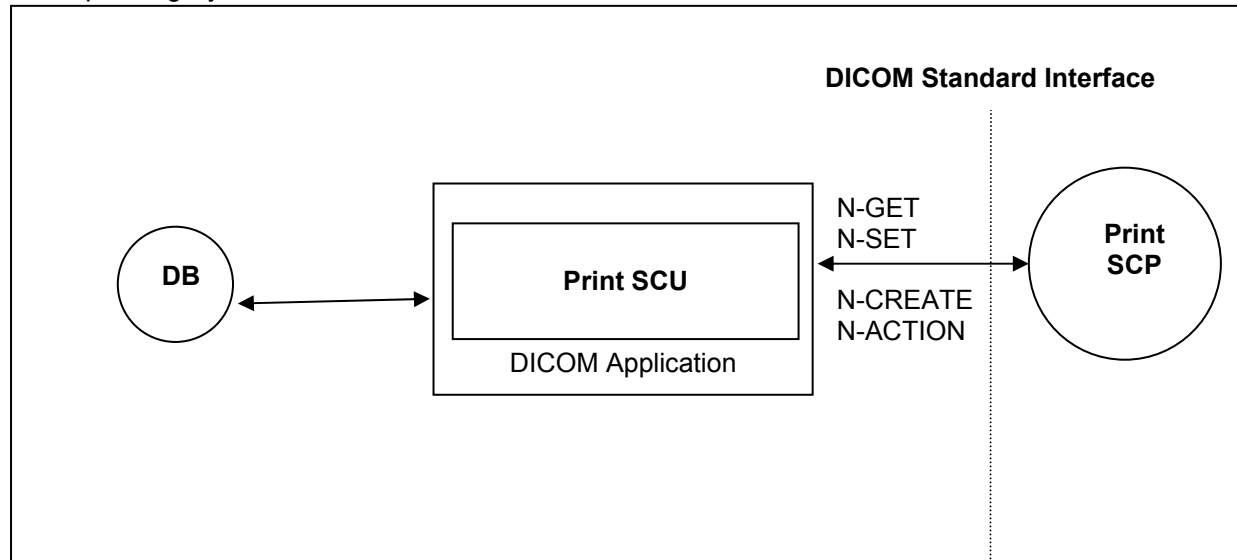 DICOM Standard Interface
N-GET
N-SET
Print
SCP
DB
Print SCU
N-CREATE
N-ACTION
DICOM Application